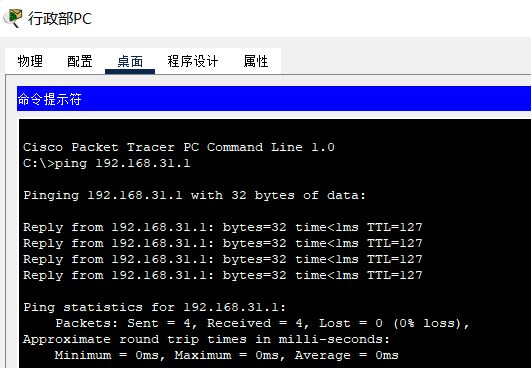 行政部PC
物理 配置 桌面 程序设计 属性
命令提示符
Cisco Packet Tracer PC Command Line 1.0
C:\>ping 192.168.31.1
Pinging 192.168.31.1 with 32 bytes of data:
Reply from 192.168.31.1: bytes=32 time<1ms TTL=127
Reply from 192.168.31.1: bytes=32 time<1ms TTL=127
Reply from 192.168.31.1: bytes=32 time<1ms TTL=127
Reply from 192.168.31.1: bytes=32 time<1ms TTL=127
Ping statistics for 192.168.31.1:
    Packets: Sent = 4, Received = 4, Lost = 0 (0% loss),
Approximate round trip times in milli-seconds:
    Minimum = 0ms, Maximum = 0ms, Average = 0ms